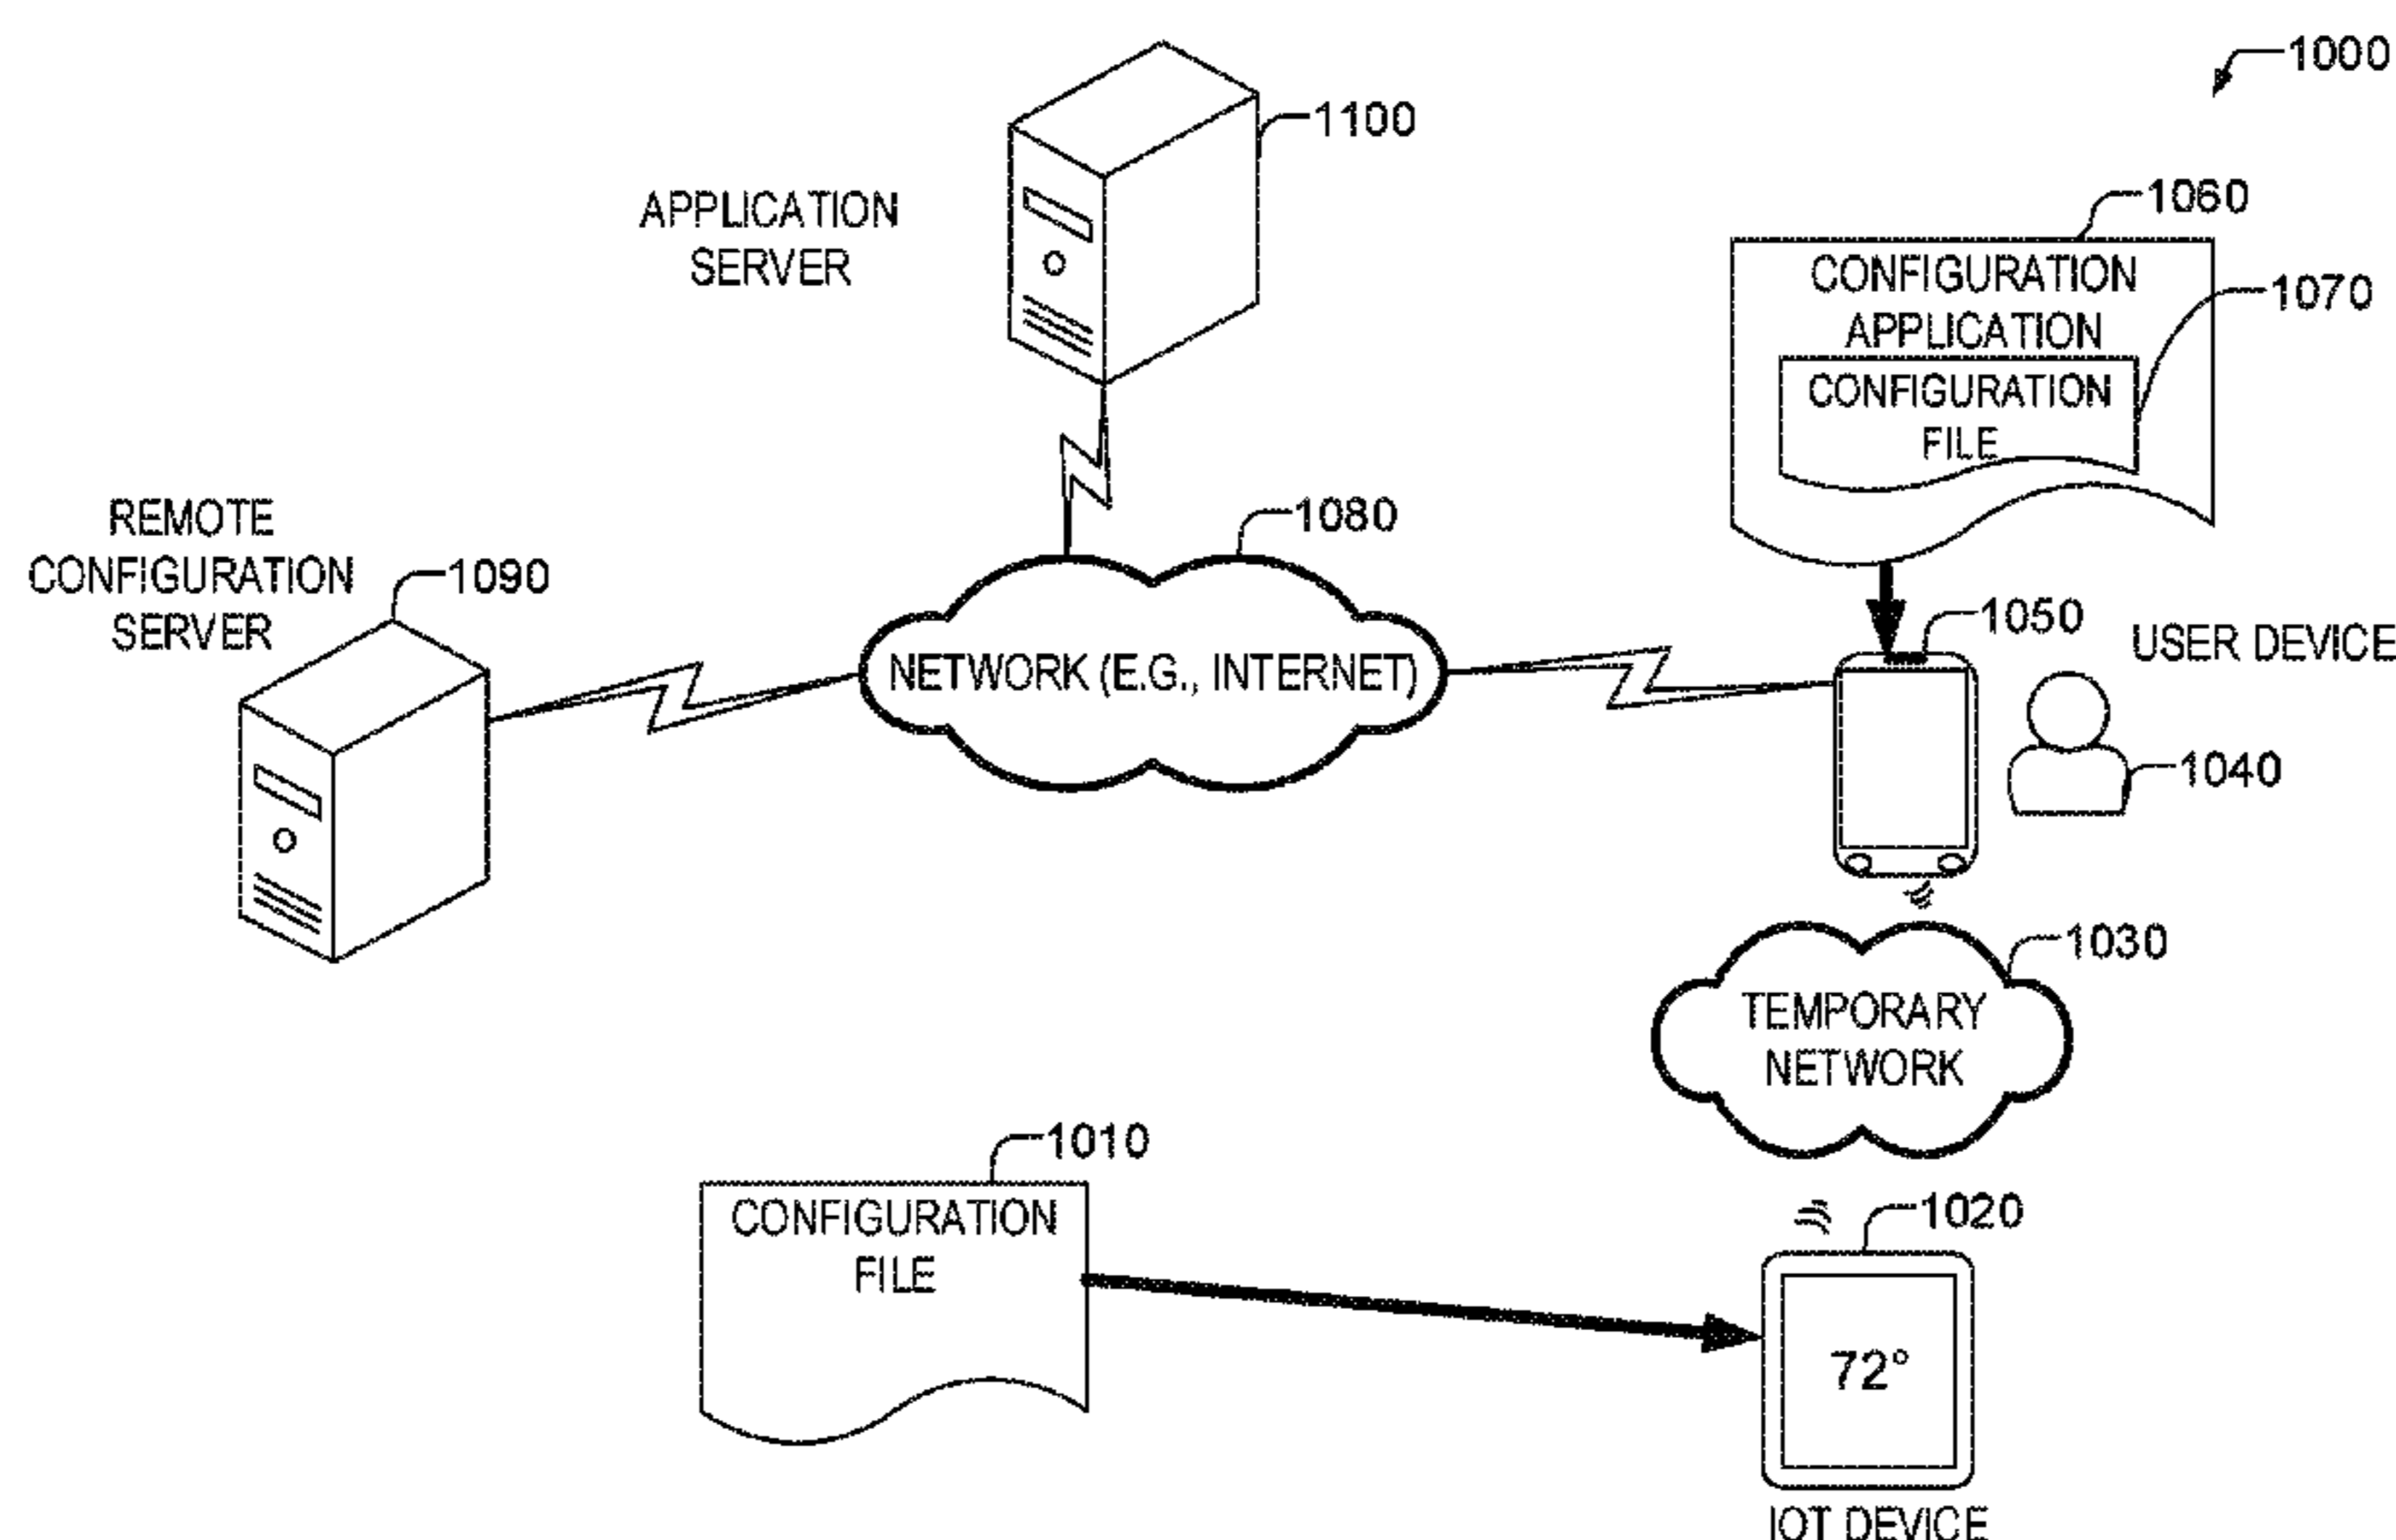 1000
1100
APPLICATION
SERVER
1060
CONFIGURATION
APPLICATION
1070
CONFIGURATION
FILE
REMOTE
CONFIGURATION
SERVER
1090
1080
NETWORK (E.G., INTERNET)
1050
USER DEVICE
1040
1030
TEMPORARY
NETWORK
1010
CONFIGURATION
FILE
1020
72°
IOT DEVICE